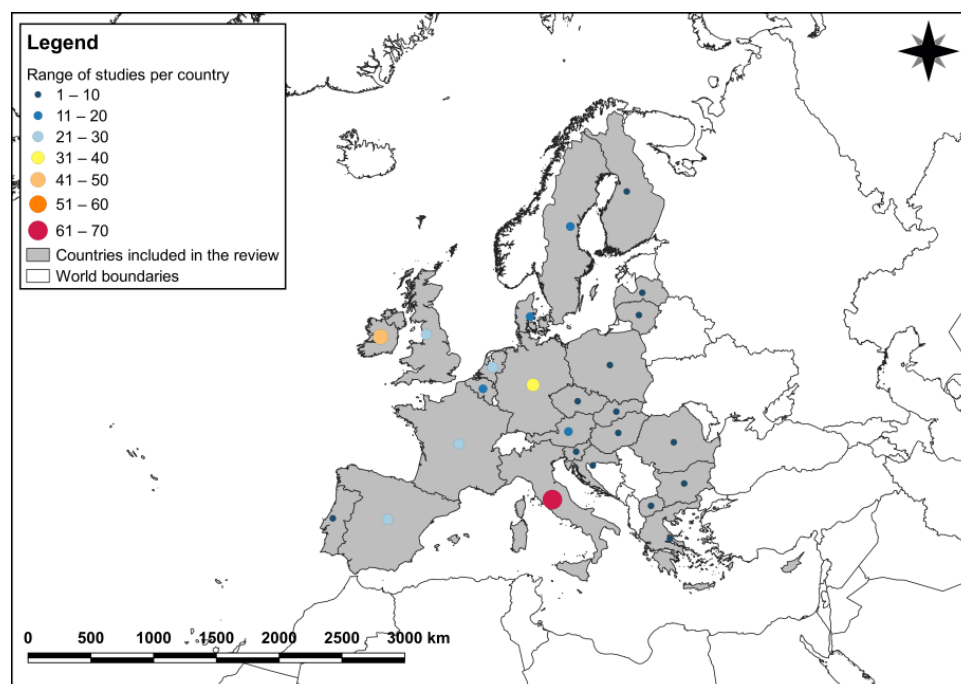 Legend
Range of studies per country
1 – 10
11 – 20
21 – 30
31 – 40
41 – 50
51 – 60
61 – 70
Countries included in the review
World boundaries
0 500 1000 1500 2000 2500 3000 km